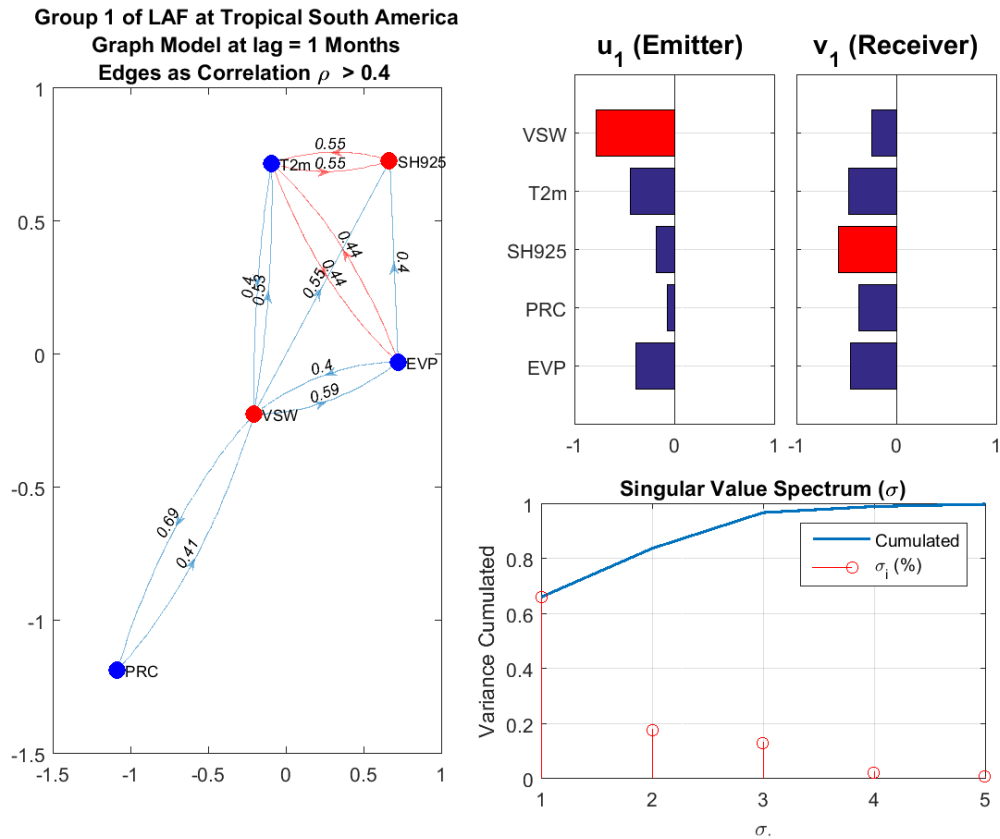 Group 1 of LAF at Tropical South America
Graph Model at lag = 1 Months
Edges as Correlation ρ > 0.4
1
0.5
0
-0.5
-1
-1.5
-1.5
-1
-0.5
0
0.5
1
T2m
SH925
EVP
VSW
PRC
0.55
0.55
0.44
0.44
0.4
0.53
0.55
0.4
0.4
0.59
0.69
0.41
u1 (Emitter)
VSW
T2m
SH925
PRC
EVP
-1
0
1
v1 (Receiver)
-1
0
1
Singular Value Spectrum (σ)
Variance Cumulated
1
0.8
0.6
0.4
0.2
0
1
2
3
4
5
Cumulated
σi (%)